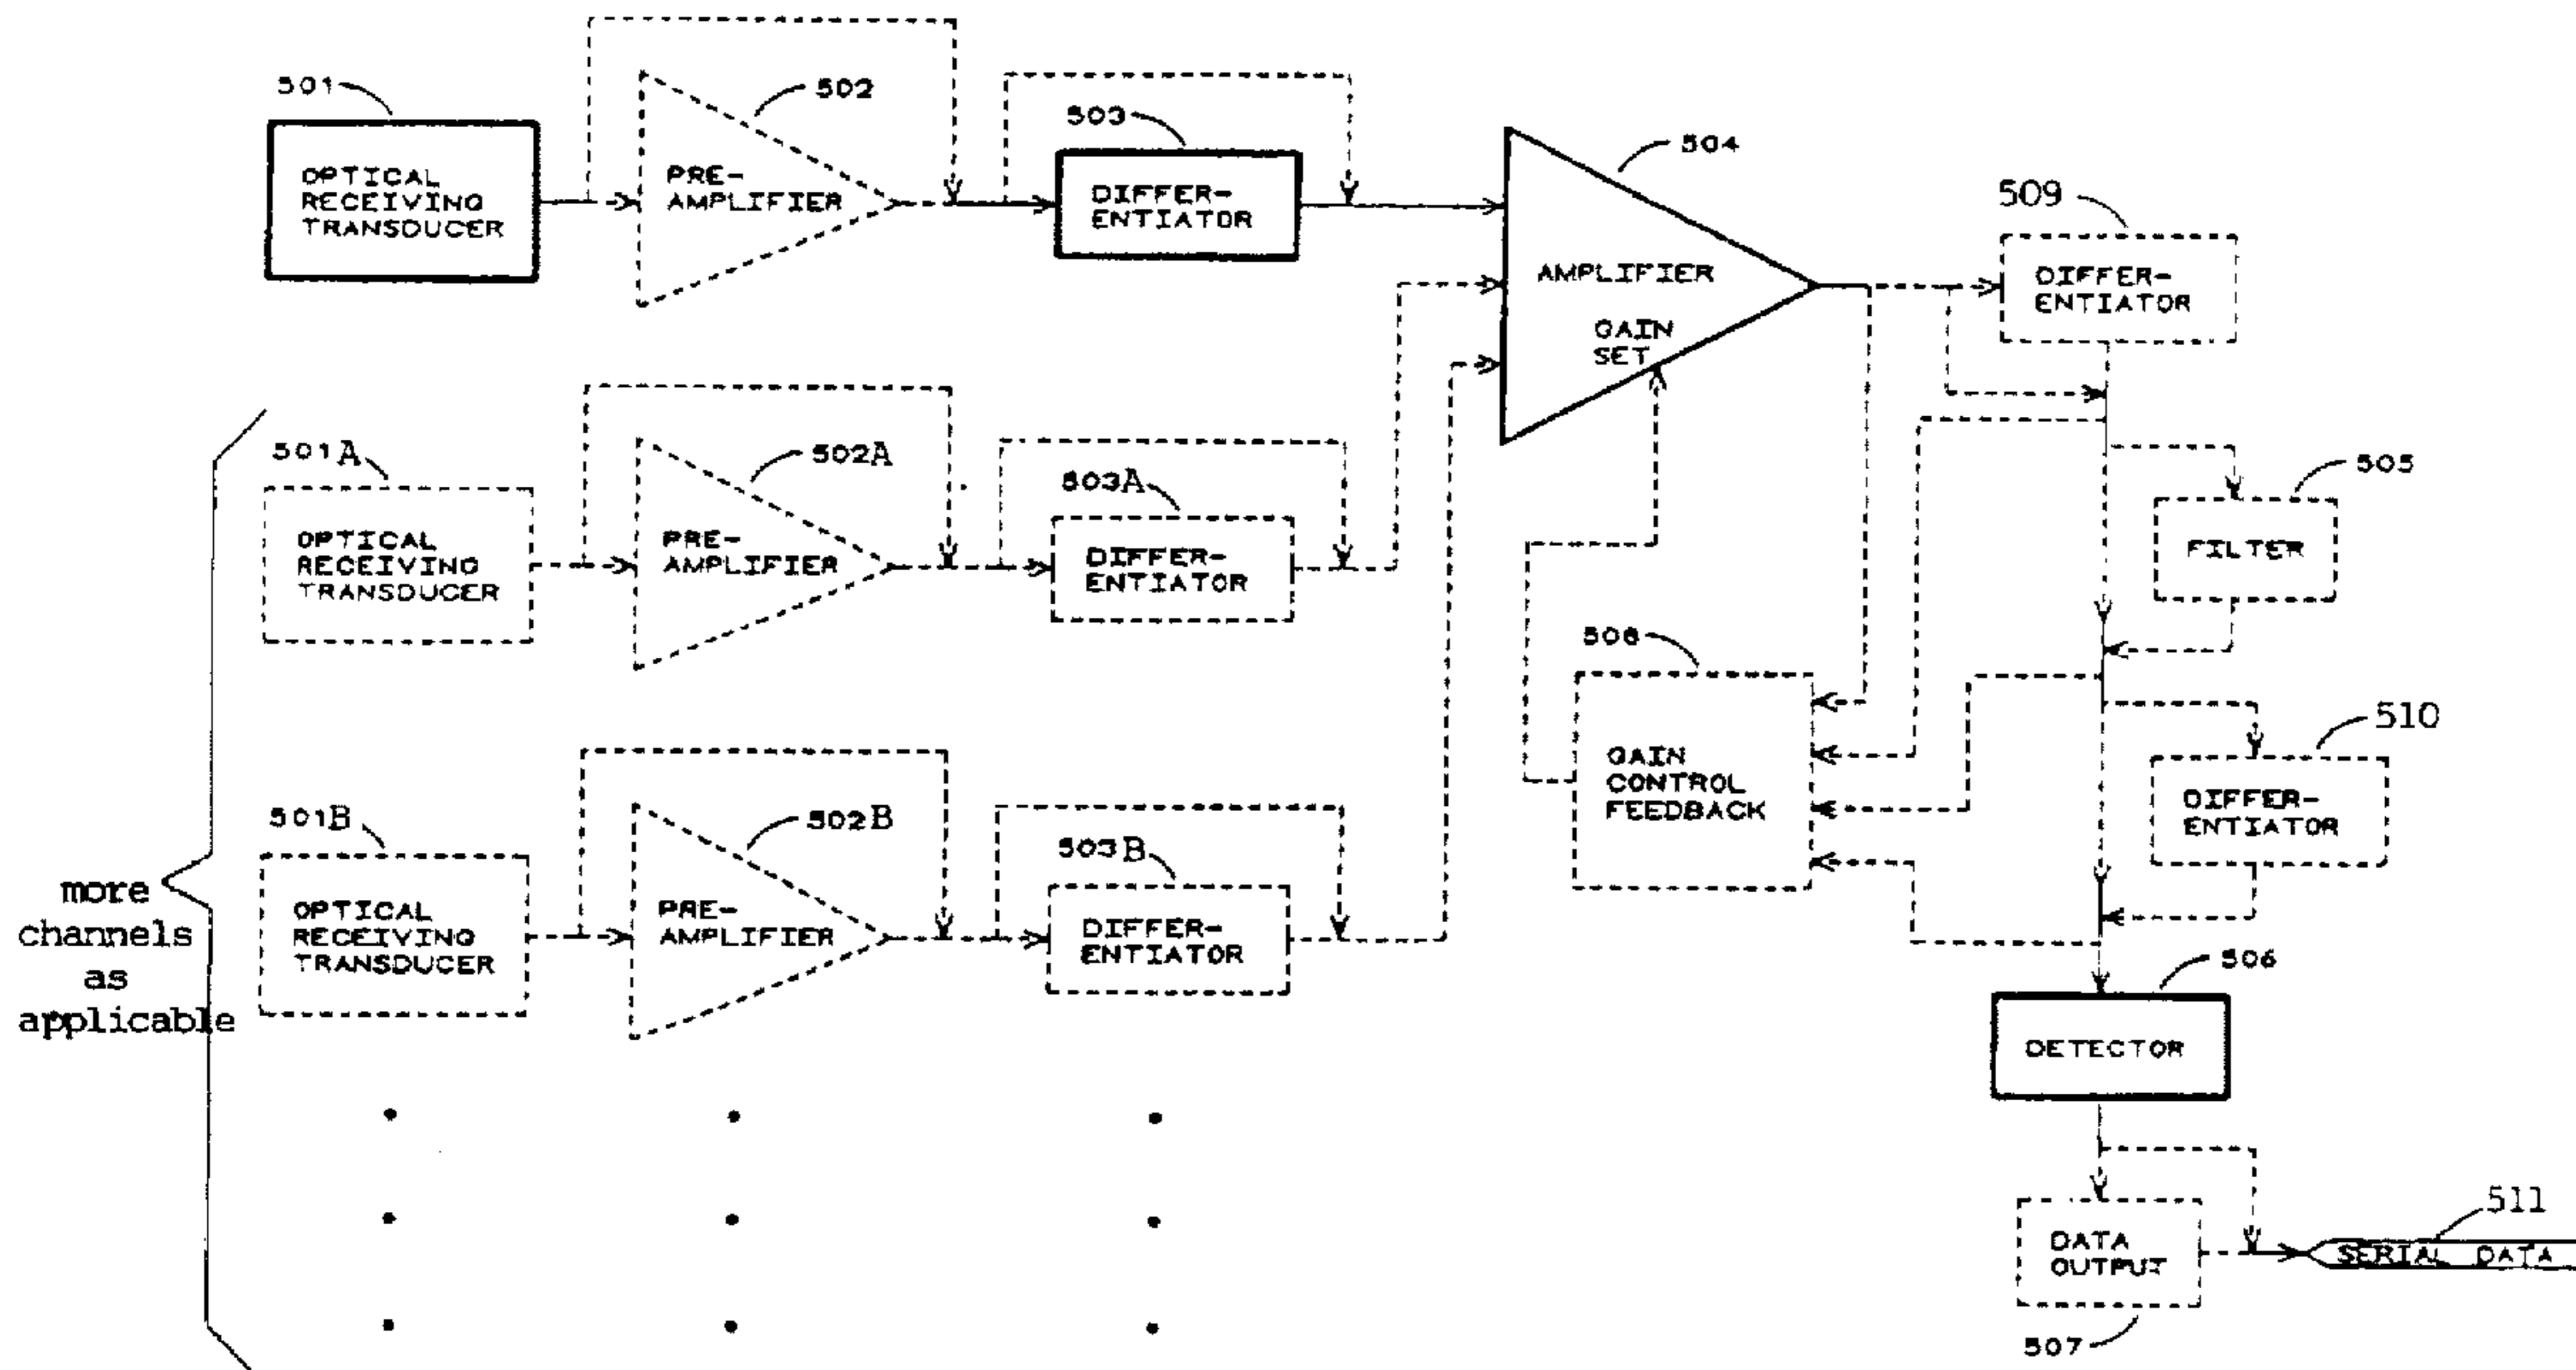 501
OPTICAL
RECEIVING
TRANSDUCER
502
PRE-
AMPLIFIER
503
DIFFER-
ENTIATOR
504
AMPLIFIER
GAIN
SET
509
DIFFER-
ENTIATOR
501A
OPTICAL
RECEIVING
TRANSDUCER
502A
PRE-
AMPLIFIER
503A
DIFFER-
ENTIATOR
505
FILTER
508
GAIN
CONTROL
FEEDBACK
510
DIFFER-
ENTIATOR
more
channels
as
applicable
501B
OPTICAL
RECEIVING
TRANSDUCER
502B
PRE-
AMPLIFIER
503B
DIFFER-
ENTIATOR
506
DETECTOR
DATA
OUTPUT
507
511
SERIAL DATA